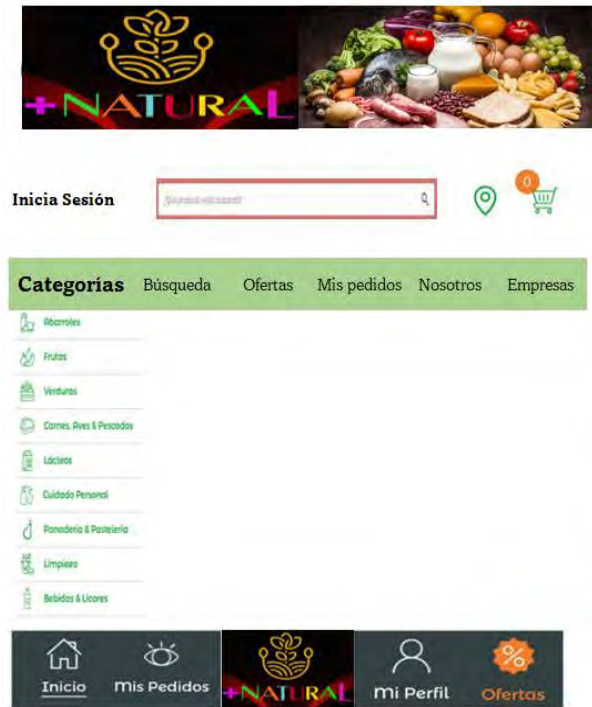 +NATURAL
Inicia Sesión
0
Categorías Búsqueda Ofertas Mis pedidos Nosotros Empresas
Abarrotes
Frutas
Verduras
Carnes, Aves & Pescados
Lácteos
Cuidado Personal
Panadería & Pastelería
Limpieza
Bebidas & Licores
Inicio Mis Pedidos +NATURAL Mi Perfil Ofertas